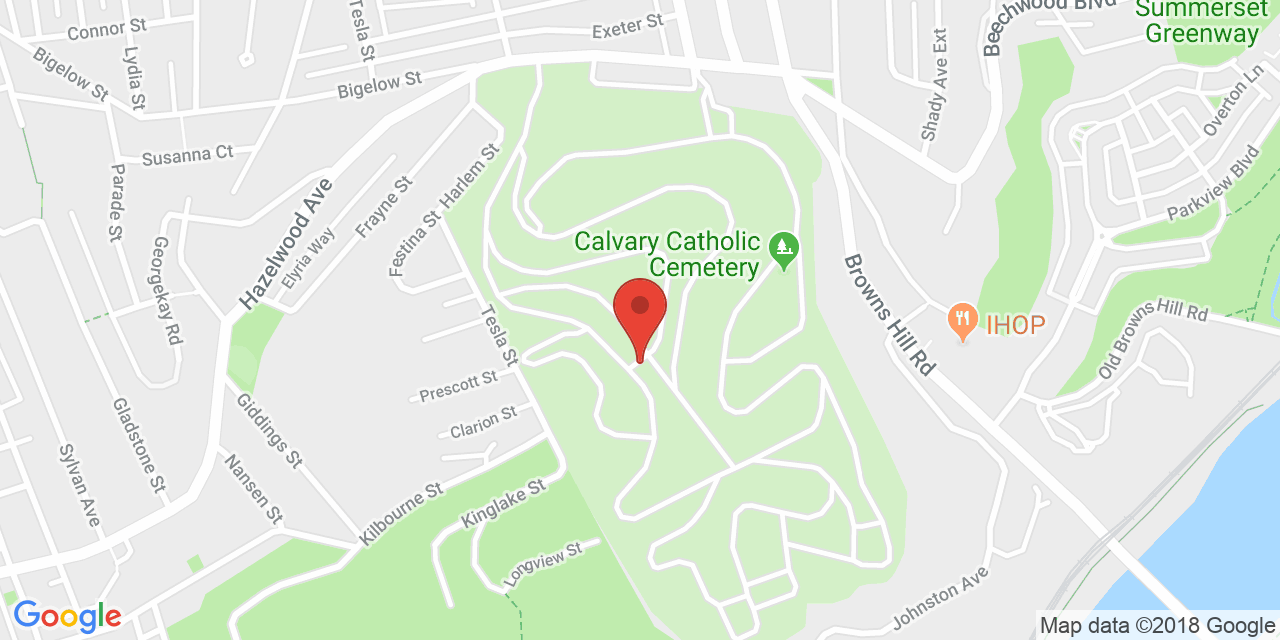 Connor St
Bigelow St
Lydia St
Tesla St
Exeter St
Bigelow St
Beechwood Blvd
Shady Ave Ext
Summerset
Greenway
Overton Ln
Parkview Blvd
Susanna Ct
Parade St
Georgekay Rd
Hazelwood Ave
Elyria Way
Frayne St
Festina St
Harlem St
Calvary Catholic
Cemetery
Browns Hill Rd
IHOP
Old Browns Hill Rd
Tesla St
Prescott St
Clarion St
Giddings St
Gladstone St
Nansen St
Sylvan Ave
Kilbourne St
Kinglake St
Longview St
Johnston Ave
Google
Map data ©2018 Google